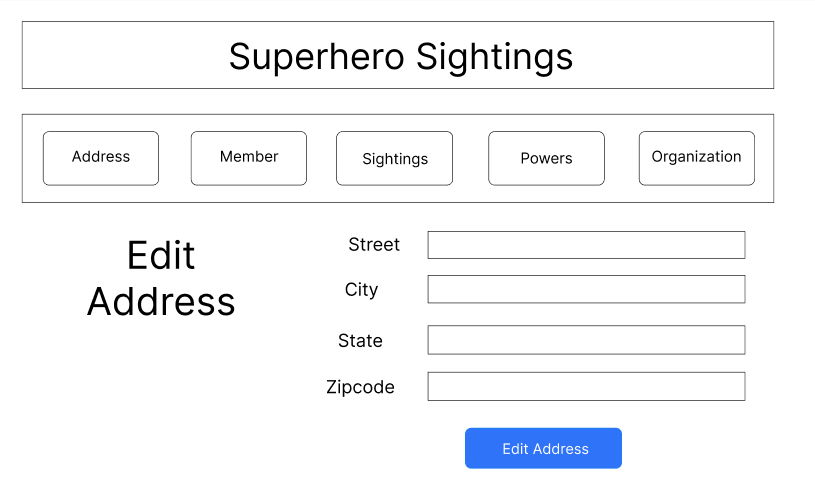 Superhero Sightings
Address Member Sightings Powers Organization
Edit
Address
Street
City
State
Zipcode
Edit Address